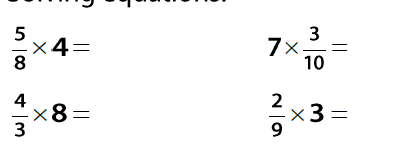 5/8 × 4 = 7 × 3/10 =
4/3 × 8 = 2/9 × 3 =